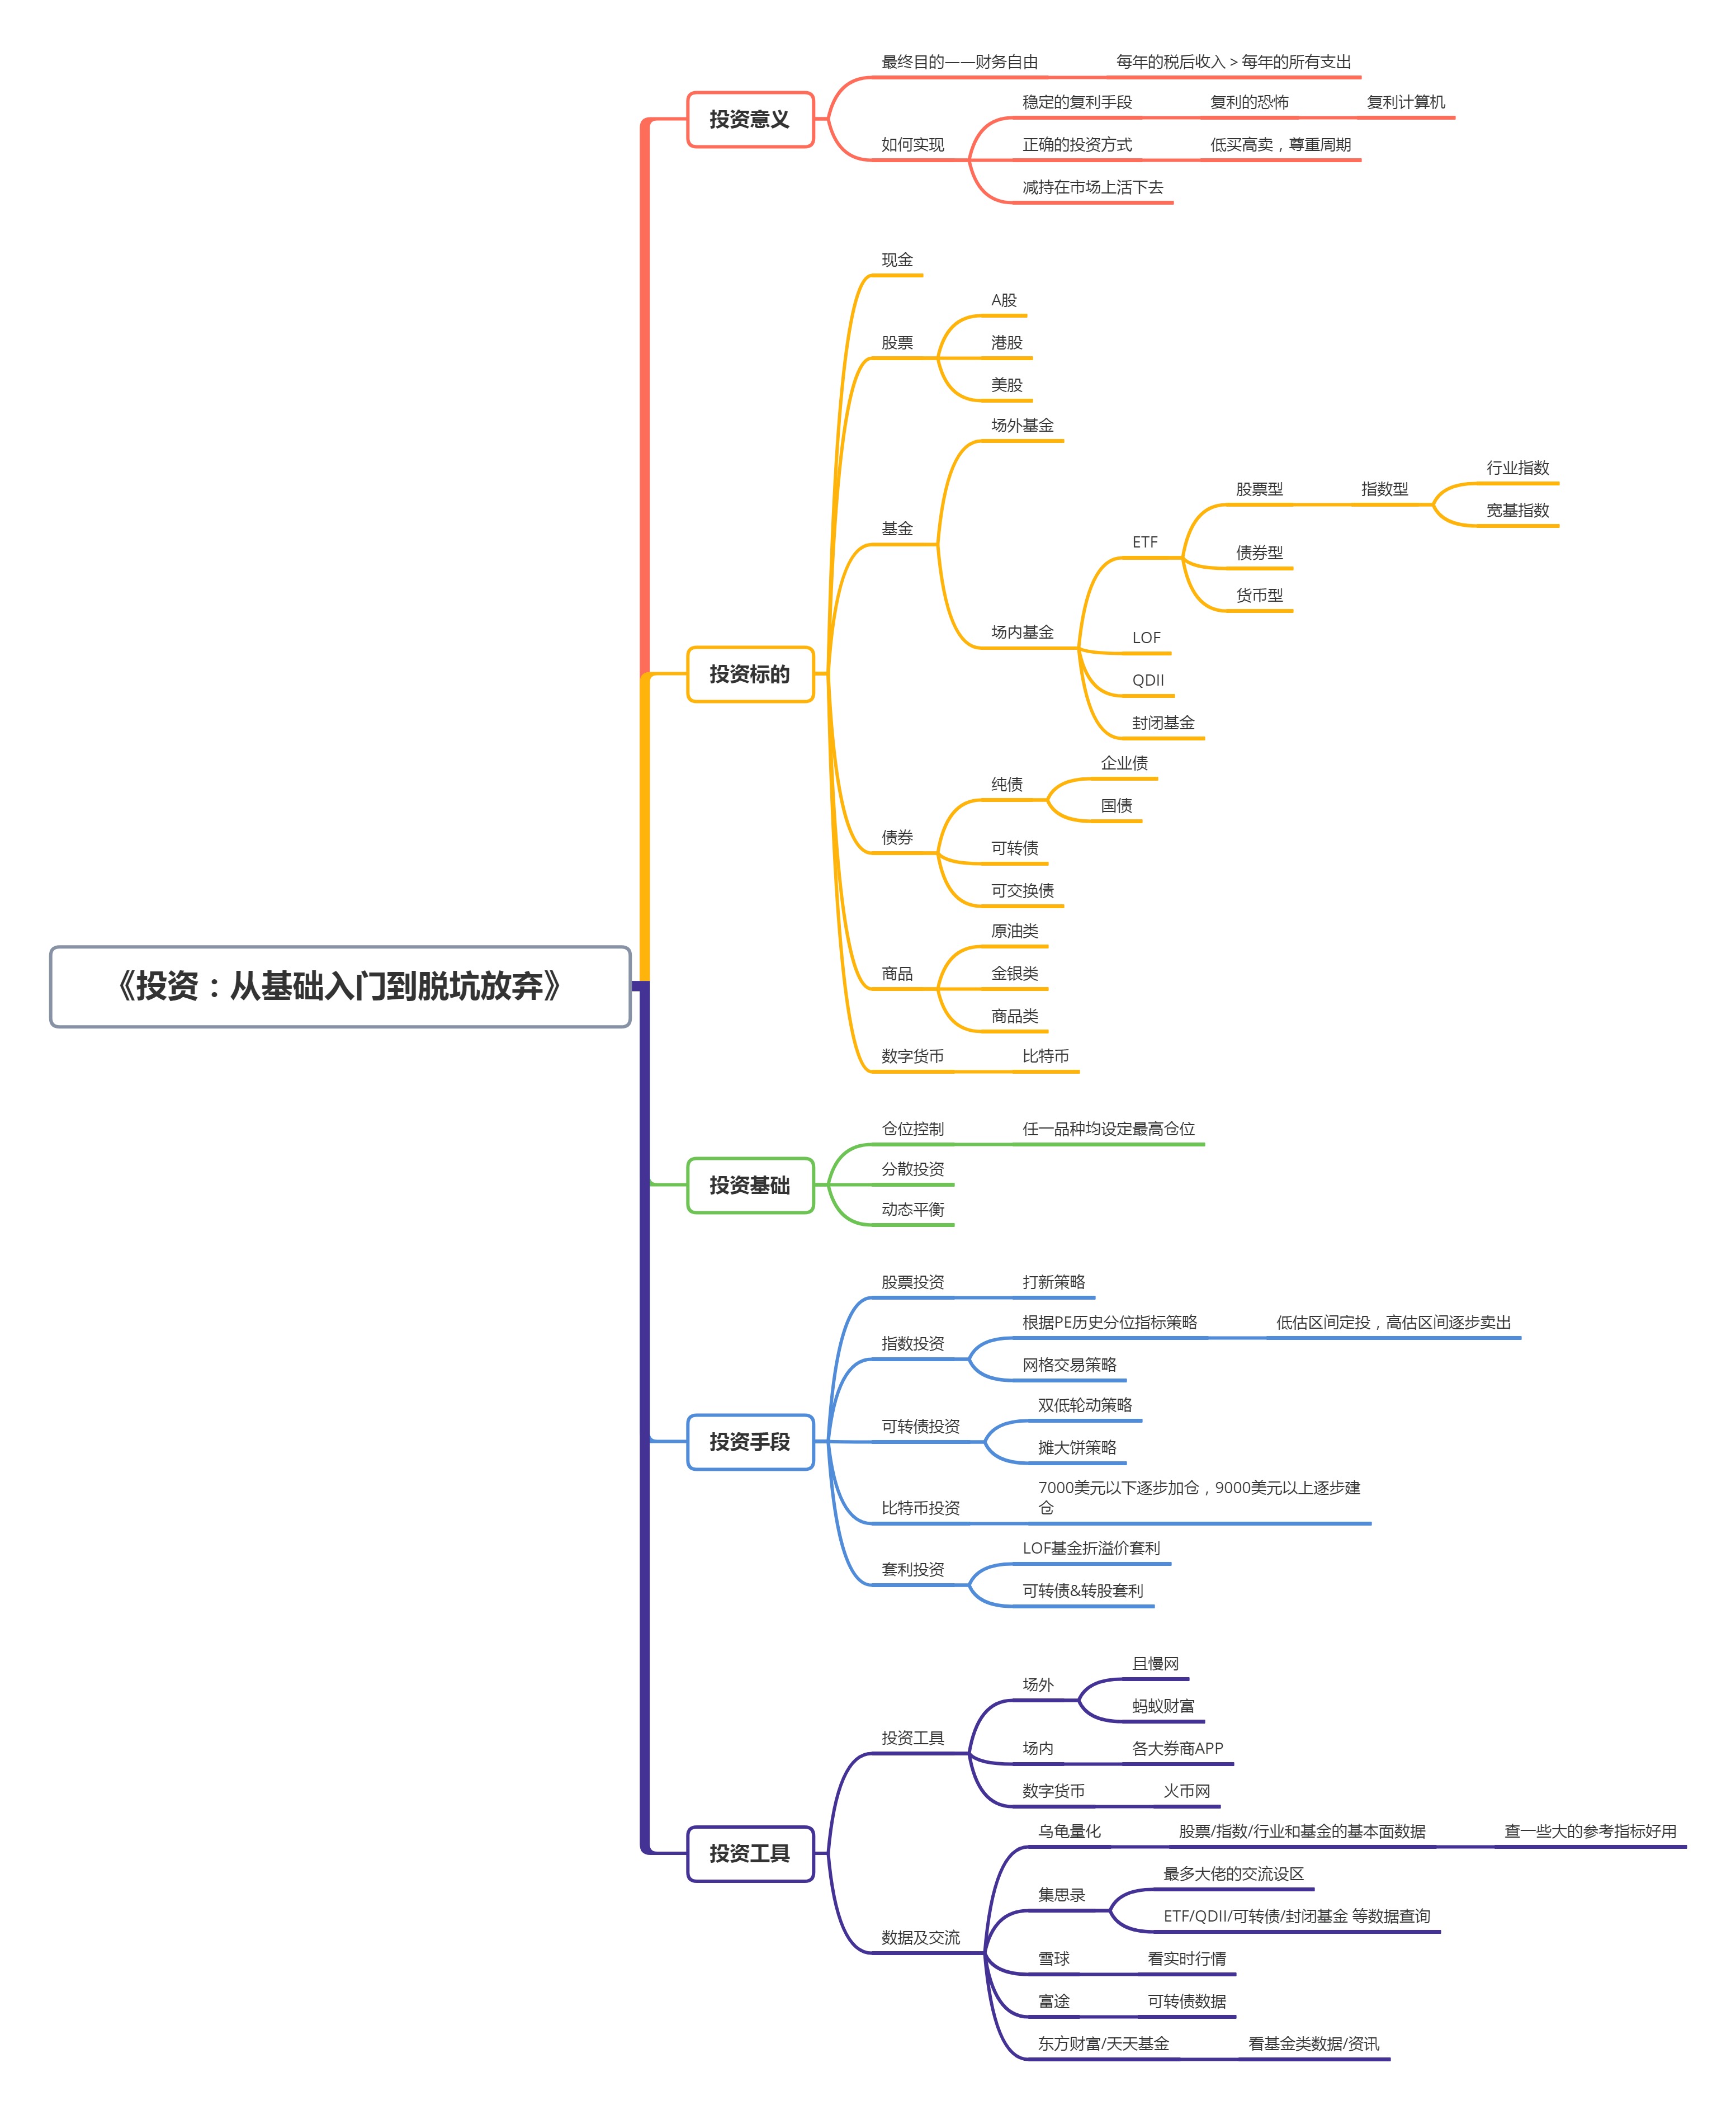 《投资：从基础入门到脱坑放弃》
投资意义
最终目的——财务自由
每年的税后收入 > 每年的所有支出
如何实现
稳定的复利手段
复利的恐怖
复利计算机
正确的投资方式
低买高卖，尊重周期
减持在市场上活下去
投资标的
现金
股票
A股
港股
美股
基金
场外基金
场内基金
ETF
股票型
指数型
行业指数
宽基指数
债券型
货币型
LOF
QDII
封闭基金
债券
纯债
企业债
国债
可转债
可交换债
商品
原油类
金银类
商品类
数字货币
比特币
投资基础
仓位控制
任一品种均设定最高仓位
分散投资
动态平衡
投资手段
股票投资
打新策略
指数投资
根据PE历史分位指标策略
低估区间定投，高估区间逐步卖出
网格交易策略
可转债投资
双低轮动策略
摊大饼策略
比特币投资
7000美元以下逐步加仓，9000美元以上逐步建
仓
套利投资
LOF基金折溢价套利
可转债&转股套利
投资工具
投资工具
场外
且慢网
蚂蚁财富
场内
各大券商APP
数字货币
火币网
数据及交流
乌龟量化
股票/指数/行业和基金的基本面数据
查一些大的参考指标好用
集思录
最多大佬的交流设区
ETF/QDII/可转债/封闭基金 等数据查询
雪球
看实时行情
富途
可转债数据
东方财富/天天基金
看基金类数据/资讯